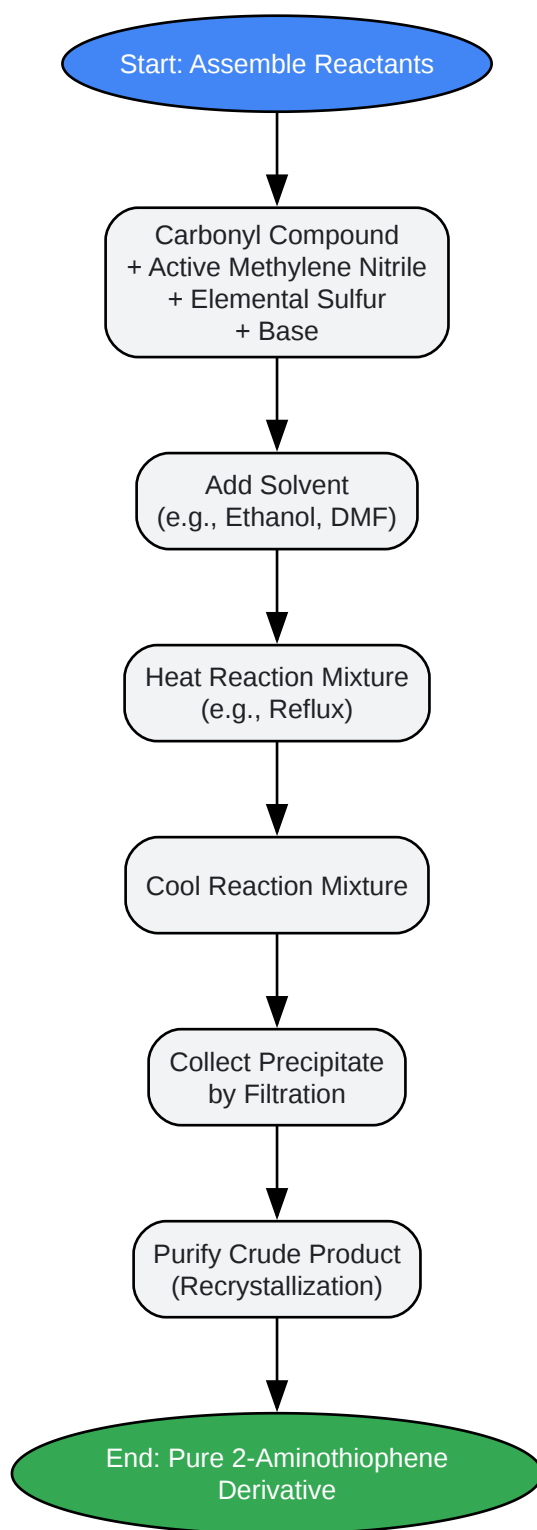 Start: Assemble Reactants
Carbonyl Compound
+ Active Methylene Nitrile
+ Elemental Sulfur
+ Base
Add Solvent
(e.g., Ethanol, DMF)
Heat Reaction Mixture
(e.g., Reflux)
Cool Reaction Mixture
Collect Precipitate
by Filtration
Purify Crude Product
(Recrystallization)
End: Pure 2-Aminothiophene
Derivative